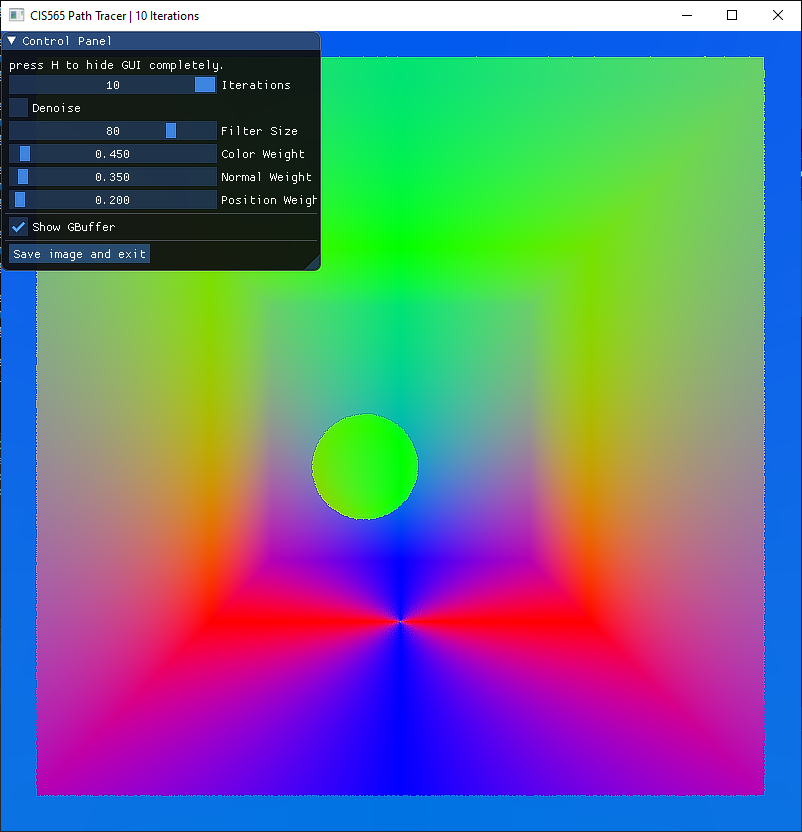 CIS565 Path Tracer | 10 Iterations
Control Panel
press H to hide GUI completely.
10 Iterations
Denoise
80 Filter Size
0.450 Color Weight
0.350 Normal Weight
0.200 Position Weigh
Show GBuffer
Save image and exit